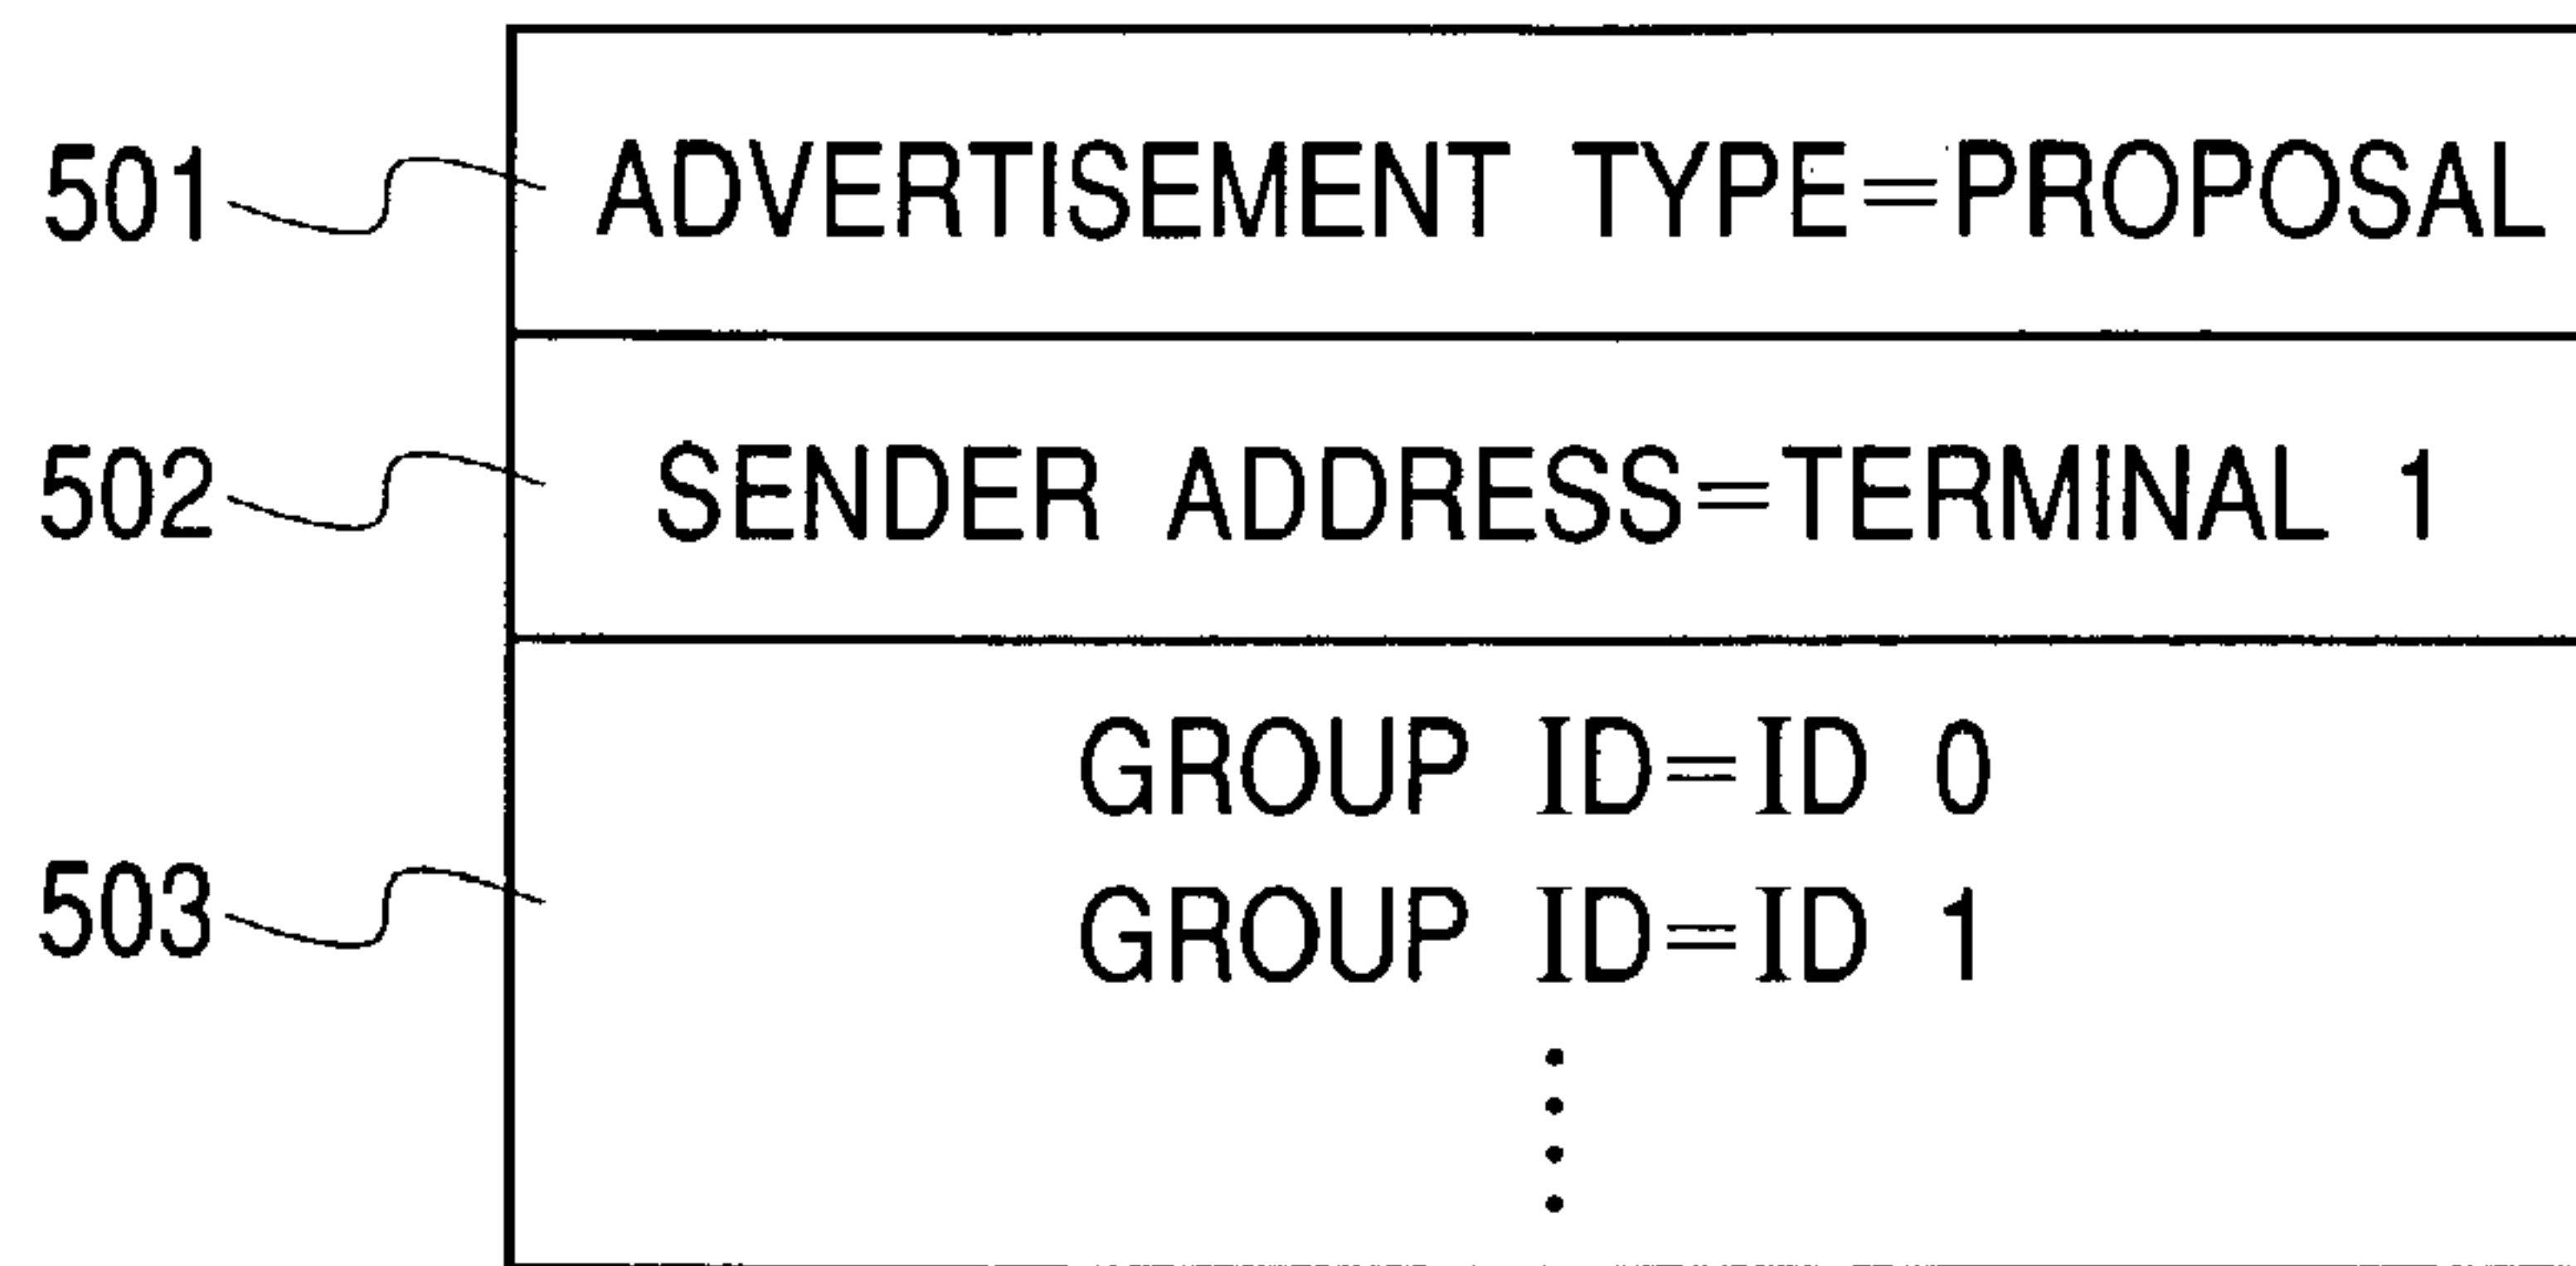 501 ADVERTISEMENT TYPE=PROPOSAL
502 SENDER ADDRESS=TERMINAL 1
GROUP ID=ID 0
503 GROUP ID=ID 1